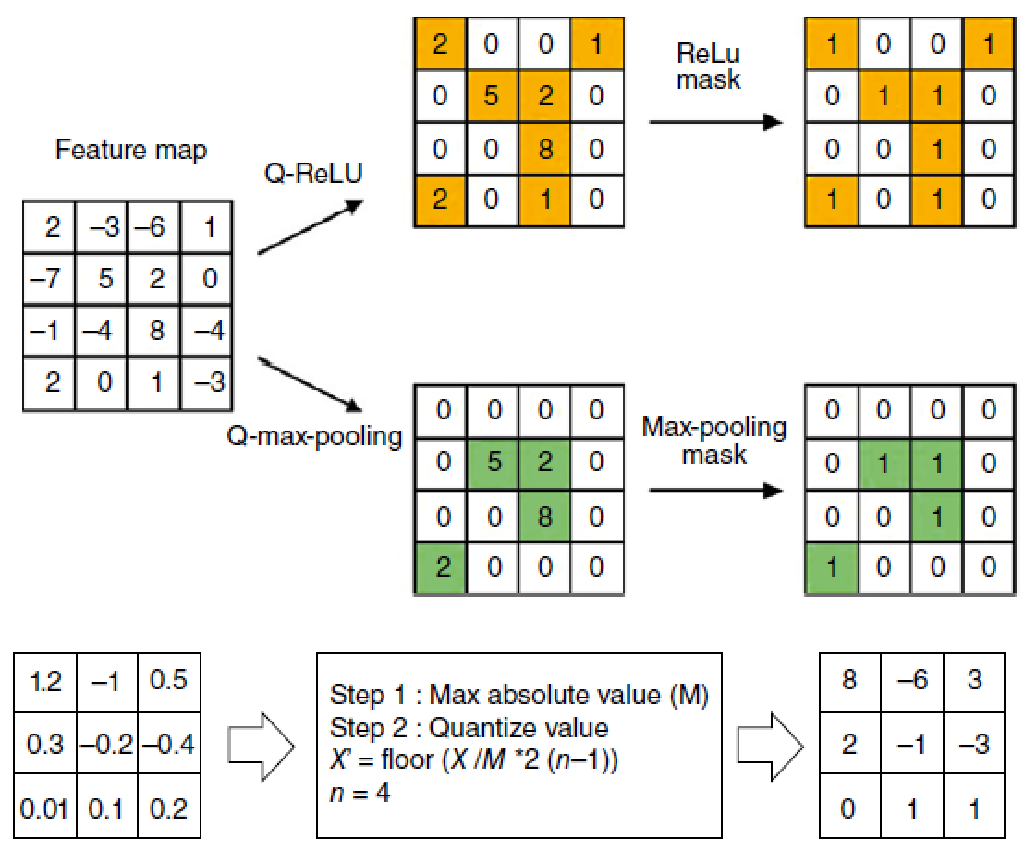 Feature map
2 –3 –6 1
–7 5 2 0
–1 –4 8 –4
2 0 1 –3
Q-ReLU
2 0 0 1
0 5 2 0
0 0 8 0
2 0 1 0
ReLu
mask
1 0 0 1
0 1 1 0
0 0 1 0
1 0 1 0
Q-max-pooling
0 0 0 0
0 5 2 0
0 0 8 0
2 0 0 0
Max-pooling
mask
0 0 0 0
0 1 1 0
0 0 1 0
1 0 0 0
1.2 –1 0.5
0.3 –0.2 –0.4
0.01 0.1 0.2
Step 1 : Max absolute value (M)
Step 2 : Quantize value
X' = floor (X /M *2 (n–1))
n = 4
8 –6 3
2 –1 –3
0 1 1